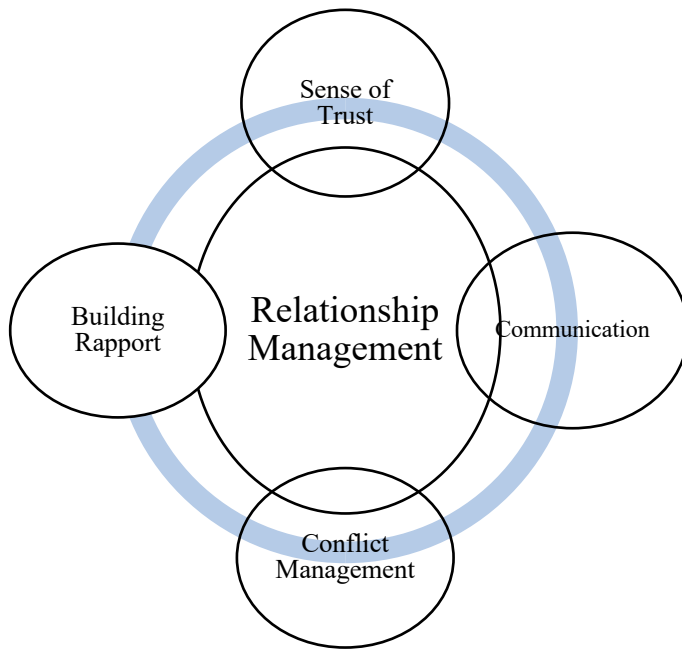 Sense of
Trust
Building
Rapport
Relationship
Management
Communication
Conflict
Management